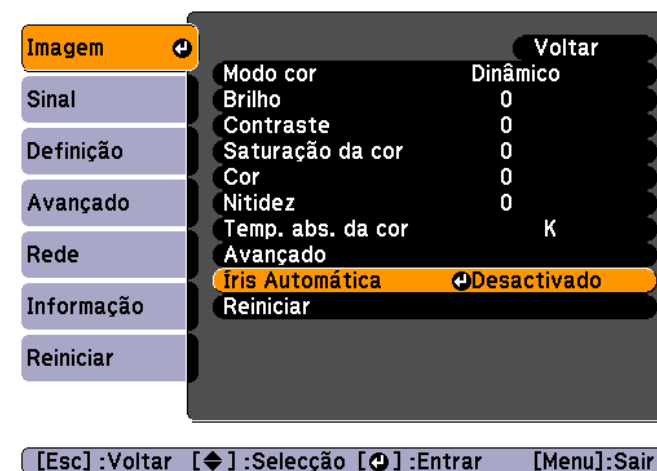 Imagem
Sinal
Definição
Avançado
Rede
Informação
Reiniciar
Voltar
Modo cor Dinâmico
Brilho 0
Contraste 0
Saturação da cor 0
Cor 0
Nitidez 0
Temp. abs. da cor K
Avançado
Íris Automática Desactivado
Reiniciar
[Esc] :Voltar [◆] :Selecção [↵] :Entrar [Menu]:Sair